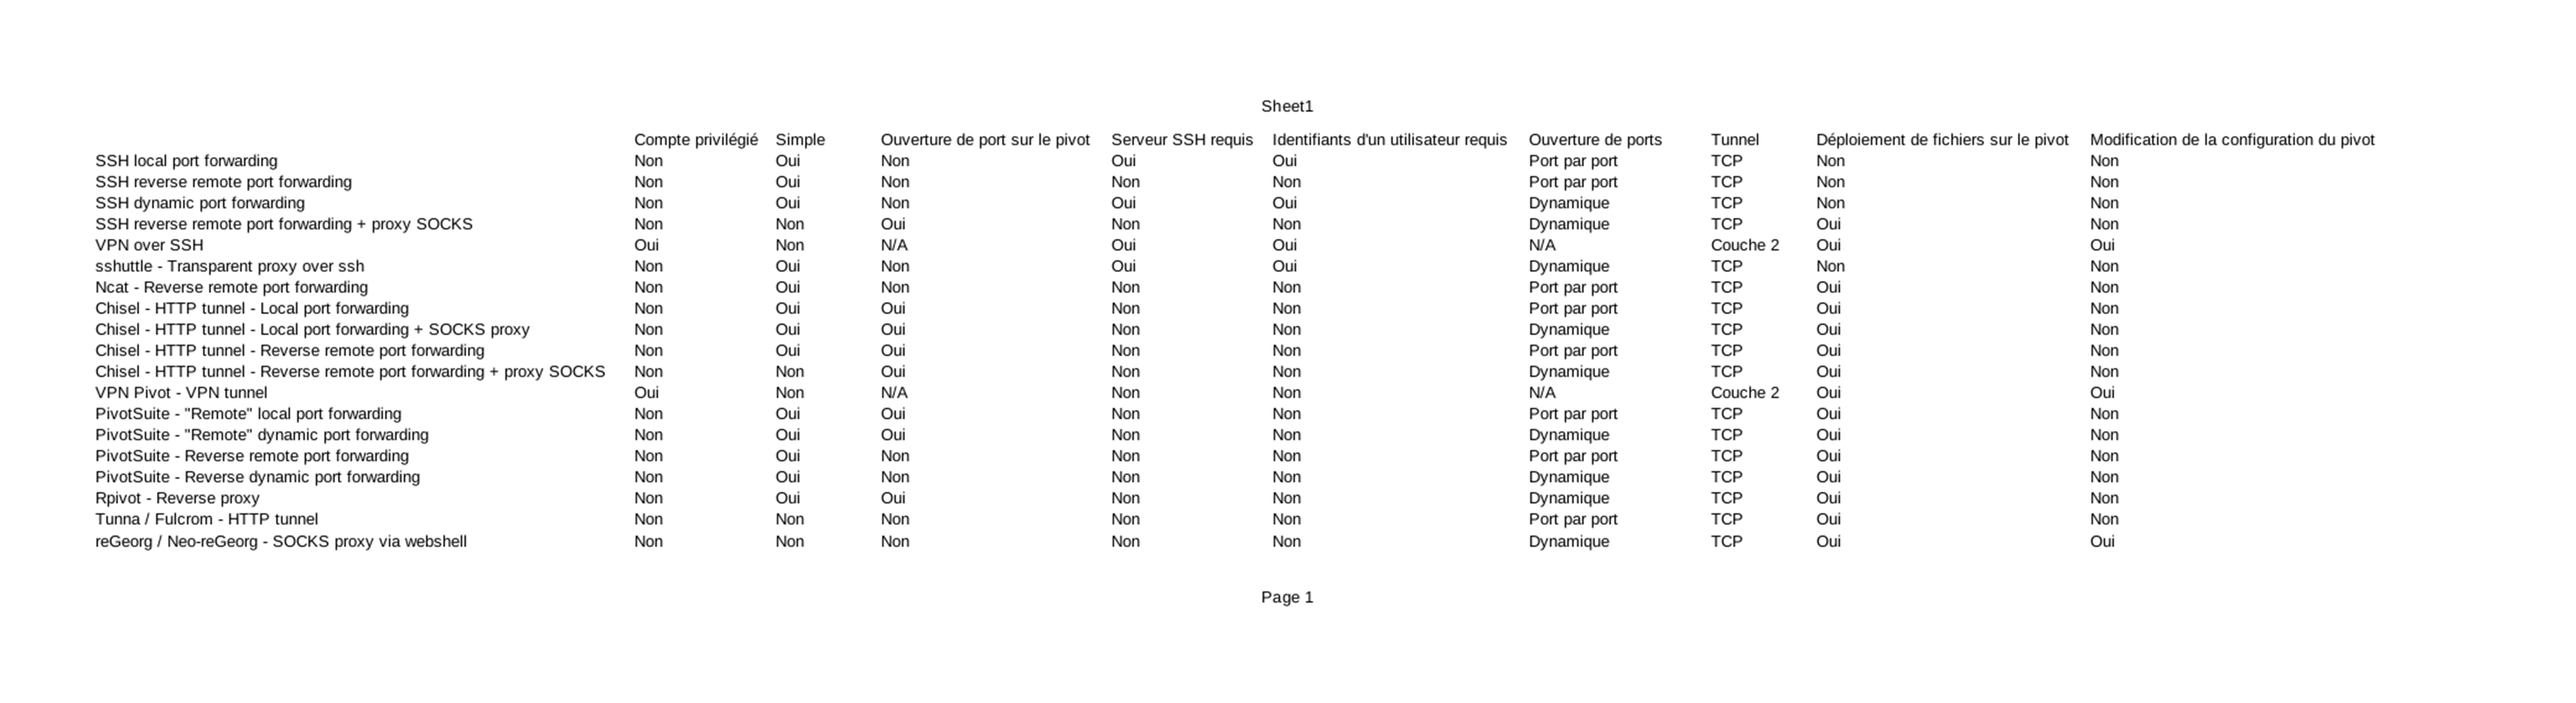 Sheet1
Compte privilégié Simple Ouverture de port sur le pivot Serveur SSH requis Identifiants d'un utilisateur requis Ouverture de ports Tunnel Déploiement de fichiers sur le pivot Modification de la configuration du pivot
SSH local port forwarding Non Oui Non Oui Oui Port par port TCP Non Non
SSH reverse remote port forwarding Non Oui Non Non Non Port par port TCP Non Non
SSH dynamic port forwarding Non Oui Non Oui Oui Dynamique TCP Non Non
SSH reverse remote port forwarding + proxy SOCKS Non Non Oui Non Non Dynamique TCP Oui Non
VPN over SSH Oui Non N/A Oui Oui N/A Couche 2 Oui Oui
sshuttle - Transparent proxy over ssh Non Oui Non Oui Oui Dynamique TCP Non Non
Ncat - Reverse remote port forwarding Non Oui Non Non Non Port par port TCP Oui Non
Chisel - HTTP tunnel - Local port forwarding Non Oui Oui Non Non Port par port TCP Oui Non
Chisel - HTTP tunnel - Local port forwarding + SOCKS proxy Non Oui Oui Non Non Dynamique TCP Oui Non
Chisel - HTTP tunnel - Reverse remote port forwarding Non Oui Oui Non Non Port par port TCP Oui Non
Chisel - HTTP tunnel - Reverse remote port forwarding + proxy SOCKS Non Non Oui Non Non Dynamique TCP Oui Non
VPN Pivot - VPN tunnel Oui Non N/A Non Non N/A Couche 2 Oui Oui
PivotSuite - "Remote" local port forwarding Non Oui Oui Non Non Port par port TCP Oui Non
PivotSuite - "Remote" dynamic port forwarding Non Oui Oui Non Non Dynamique TCP Oui Non
PivotSuite - Reverse remote port forwarding Non Oui Non Non Non Port par port TCP Oui Non
PivotSuite - Reverse dynamic port forwarding Non Oui Non Non Non Dynamique TCP Oui Non
Rpivot - Reverse proxy Non Oui Oui Non Non Dynamique TCP Oui Non
Tunna / Fulcrom - HTTP tunnel Non Non Non Non Non Port par port TCP Oui Non
reGeorg / Neo-reGeorg - SOCKS proxy via webshell Non Non Non Non Non Dynamique TCP Oui Oui
Page 1